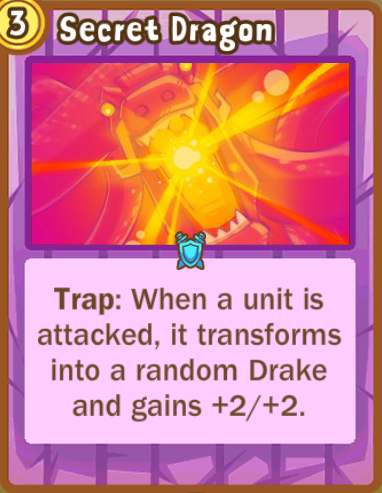 3
Secret Dragon
Trap: When a unit is
attacked, it transforms
into a random Drake
and gains +2/+2.